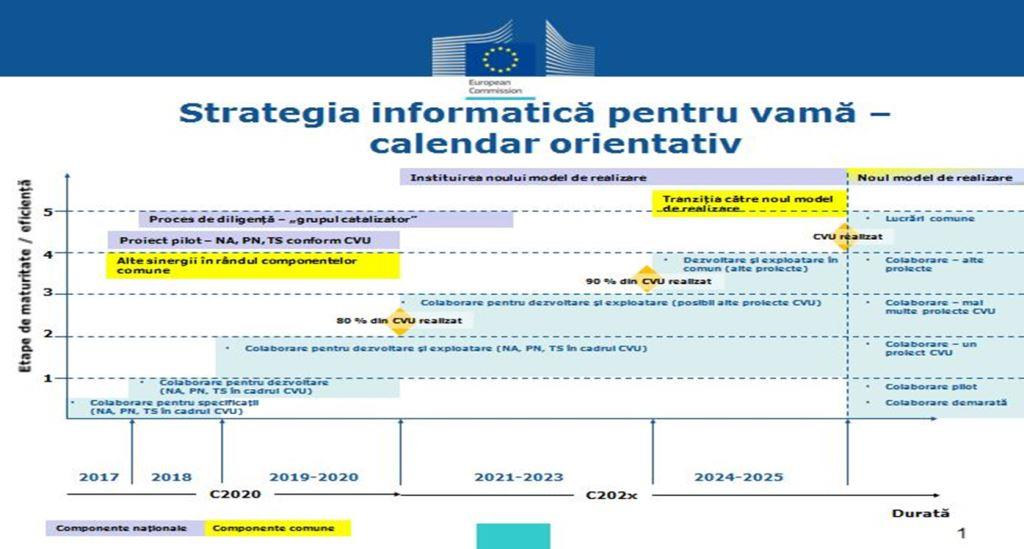 European
Commission
Strategia informatică pentru vamă –
calendar orientativ
Instituirea noului model de realizare
Noul model de realizare
Tranziția către noul model
de realizare
Etape de maturitate / eficiență
5
Proces de diligență – „grupul catalizator”
Lucrări comune
Proiect pilot – NA, PN, TS conform CVU
CVU realizat
4
Alte sinergii în rândul componentelor
comune
Dezvoltare și exploatare în
comun (alte proiecte)
Colaborare – alte
proiecte
90 % din CVU realizat
3
Colaborare pentru dezvoltare și exploatare (posibil alte proiecte CVU)
Colaborare – mai
multe proiecte CVU
80 % din CVU realizat
2
Colaborare pentru dezvoltare și exploatare (NA, PN, TS în cadrul CVU)
Colaborare – un
proiect CVU
1
Colaborare pentru dezvoltare
(NA, PN, TS în cadrul CVU)
Colaborare pilot
Colaborare pentru specificații
(NA, PN, TS în cadrul CVU)
Colaborare demarată
2017 2018 2019-2020 2021-2023 2024-2025
C2020 C202x
Durată
Componente naționale Componente comune
1